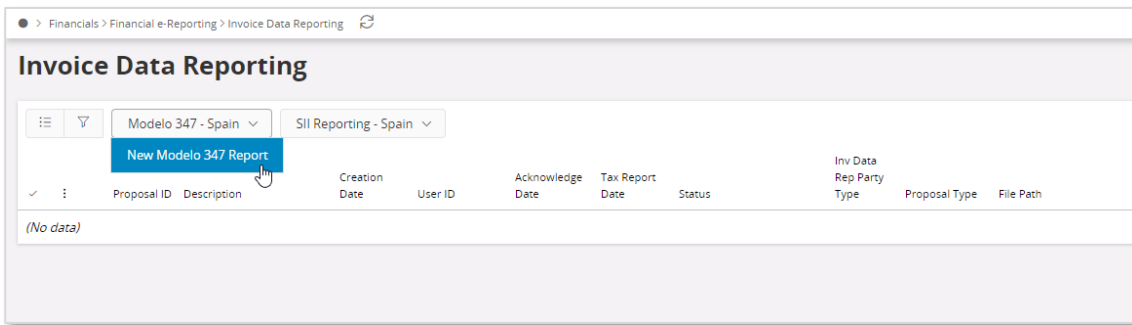 > Financials > Financial e-Reporting > Invoice Data Reporting
Invoice Data Reporting
Modelo 347 - Spain SII Reporting - Spain
New Modelo 347 Report
Proposal ID Description Creation Date User ID Acknowledge Date Tax Report Date Status Inv Data Rep Party Type Proposal Type File Path
(No data)